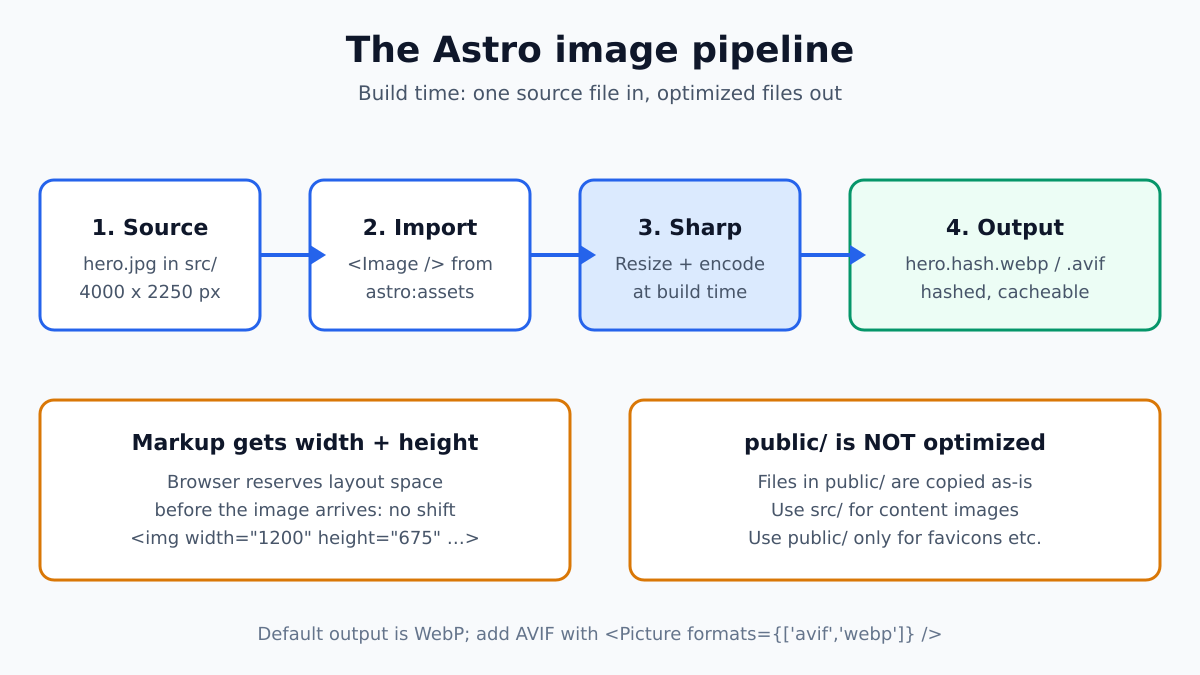 The Astro image pipeline
Build time: one source file in, optimized files out
1. Source
hero.jpg in src/
4000 x 2250 px
2. Import
<Image /> from
astro:assets
3. Sharp
Resize + encode
at build time
4. Output
hero.hash.webp / .avif
hashed, cacheable
Markup gets width + height
Browser reserves layout space
before the image arrives: no shift
<img width="1200" height="675" ...>
public/ is NOT optimized
Files in public/ are copied as-is
Use src/ for content images
Use public/ only for favicons etc.
Default output is WebP; add AVIF with <Picture formats={['avif','webp']} />